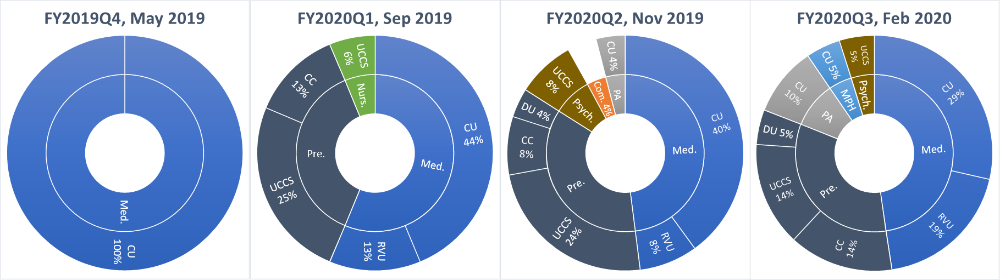 FY2019Q4, May 2019
Med.
CU
100%
FY2020Q1, Sep 2019
UCCS
6%
Nurs.
CC
13%
CU
44%
Pre.
Med.
UCCS
25%
RVU
13%
FY2020Q2, Nov 2019
CU 4%
PA
Com. 4%
UCCS
8%
Psych.
DU 4%
CU
40%
CC
8%
Med.
Pre.
UCCS
24%
RVU
8%
FY2020Q3, Feb 2020
UCCS
5%
Psych.
CU 5%
MPH
CU
10%
PA
CU
29%
DU 5%
Med.
UCCS
14%
Pre.
RVU
19%
CC
14%